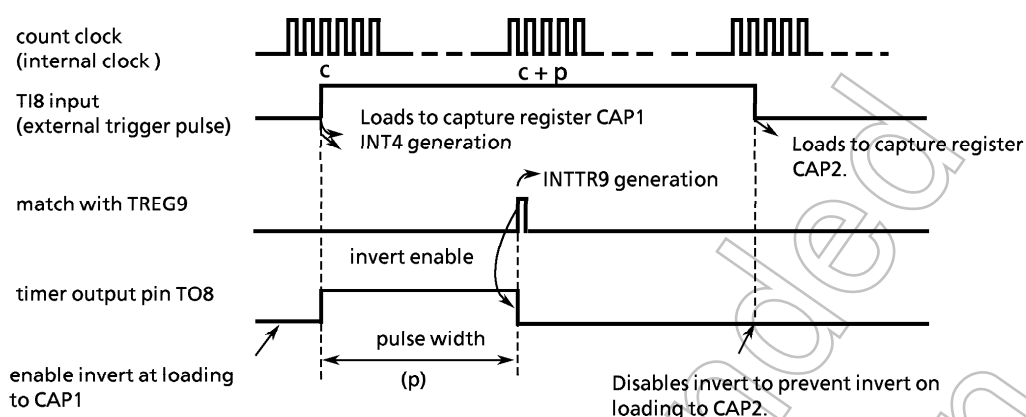 count clock
(internal clock )
c
c + p
TI8 input
(external trigger pulse)
Loads to capture register CAP1
INT4 generation
Loads to capture register
CAP2.
INTTR9 generation
match with TREG9
invert enable
timer output pin TO8
pulse width
(p)
enable invert at loading
to CAP1
Disables invert to prevent invert on
loading to CAP2.
nded